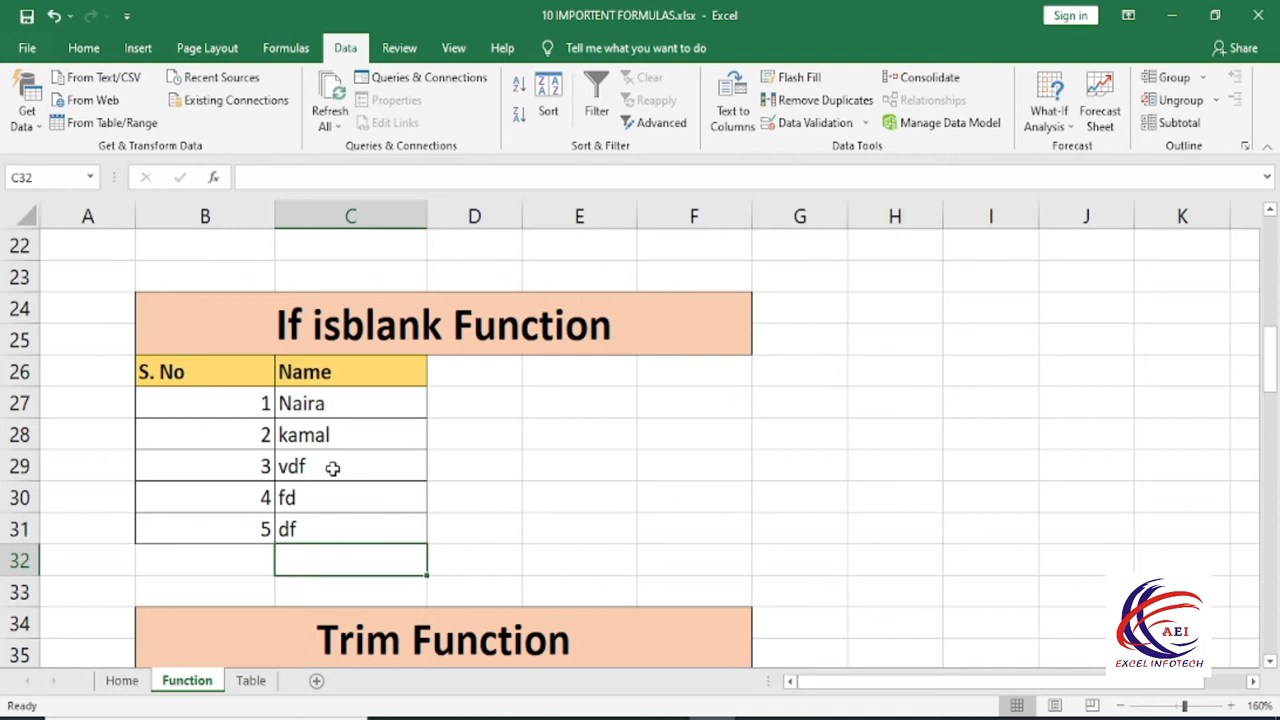 10 IMPORTENT FORMULAS.xlsx - Excel
Sign in
File Home Insert Page Layout Formulas Data Review View Help Tell me what you want to do Share
Get Data
From Text/CSV
From Web
From Table/Range
Recent Sources
Existing Connections
Get & Transform Data
Refresh All
Queries & Connections
Properties
Edit Links
Queries & Connections
Sort
Filter
Clear
Reapply
Advanced
Sort & Filter
Text to Columns
Flash Fill
Remove Duplicates
Data Validation
Consolidate
Relationships
Manage Data Model
Data Tools
What-If Analysis
Forecast Sheet
Forecast
Group
Ungroup
Subtotal
Outline
C32 fx
A B C D E F G H I J K
22
23
24
If isblank Function
25
26 S. No Name
27 1 Naira
28 2 kamal
29 3 vdf
30 4 fd
31 5 df
32
33
34
Trim Function
35
AEI
EXCEL INFOTECH
Home Function Table
Ready 160%